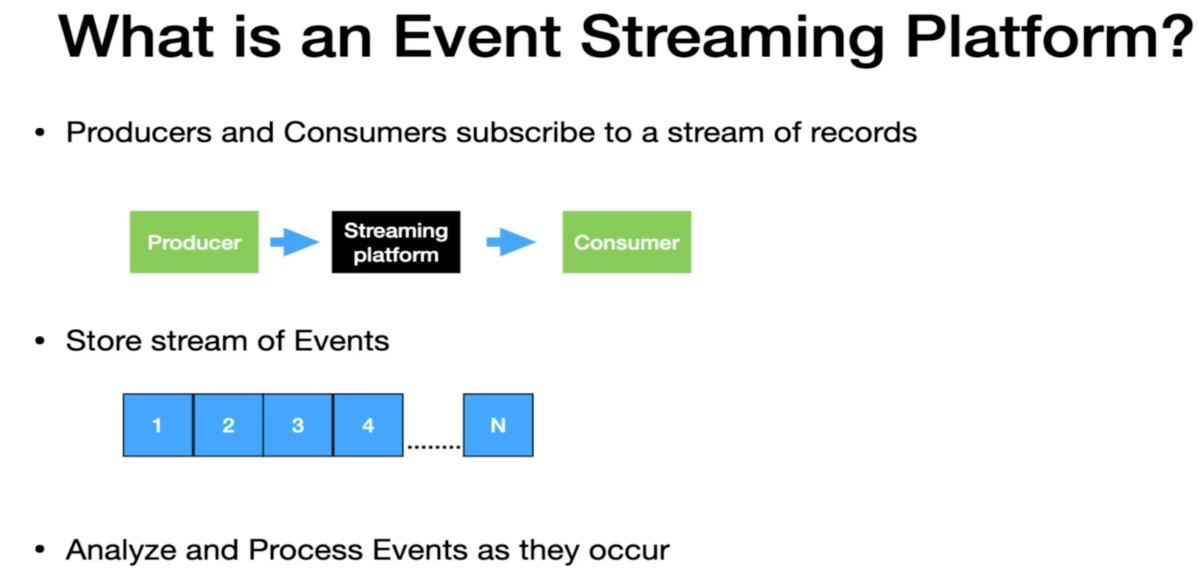 What is an Event Streaming Platform?
• Producers and Consumers subscribe to a stream of records
Producer
Streaming
platform
Consumer
• Store stream of Events
1 2 3 4 ........ N
• Analyze and Process Events as they occur